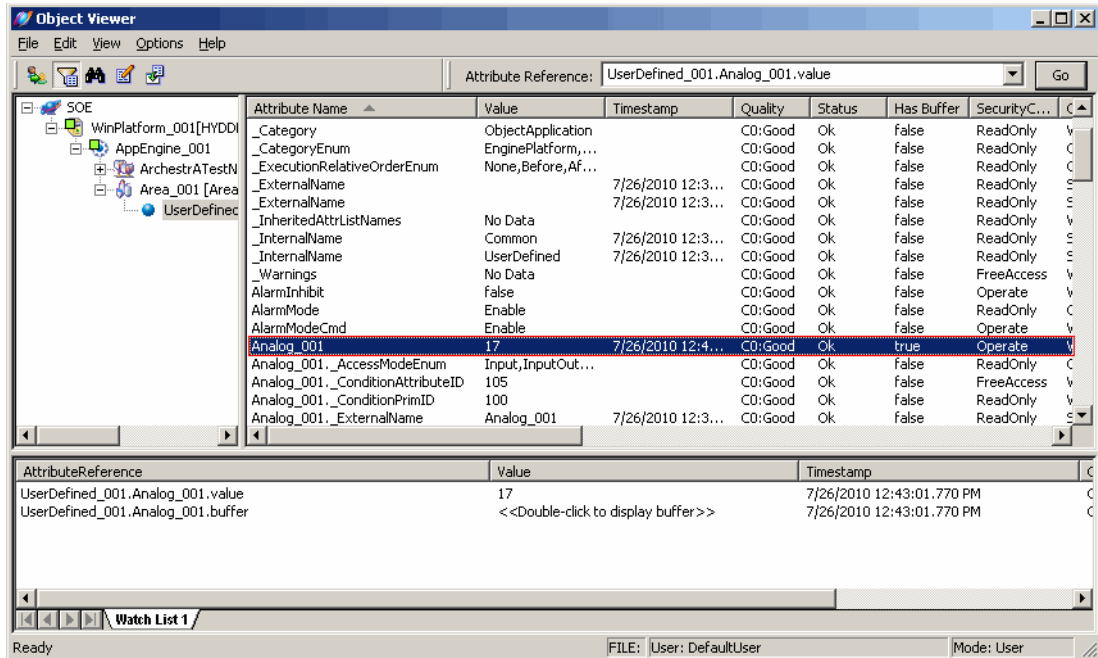 Object Viewer
File Edit View Options Help
Attribute Reference: UserDefined_001.Analog_001.value Go
SOE
WinPlatform_001[HYDDI
AppEngine_001
ArchestrATestN
Area_001 [Area
UserDefined
Attribute Name Value Timestamp Quality Status Has Buffer SecurityC...
_Category ObjectApplication C0:Good Ok false ReadOnly
_CategoryEnum EnginePlatform,... C0:Good Ok false ReadOnly
_ExecutionRelativeOrderEnum None,Before,Af... C0:Good Ok false ReadOnly
_ExternalName 7/26/2010 12:3... C0:Good Ok false ReadOnly
_ExternalName 7/26/2010 12:3... C0:Good Ok false ReadOnly
_InheritedAttrListNames No Data C0:Good Ok false ReadOnly
_InternalName Common 7/26/2010 12:3... C0:Good Ok false ReadOnly
_InternalName UserDefined 7/26/2010 12:3... C0:Good Ok false ReadOnly
_Warnings No Data C0:Good Ok false FreeAccess
AlarmInhibit false C0:Good Ok false Operate
AlarmMode Enable C0:Good Ok false ReadOnly
AlarmModeCmd Enable C0:Good Ok false Operate
Analog_001 17 7/26/2010 12:4... C0:Good Ok true Operate
Analog_001._AccessModeEnum Input,InputOut... C0:Good Ok false ReadOnly
Analog_001._ConditionAttributeID 105 C0:Good Ok false FreeAccess
Analog_001._ConditionPrimID 100 C0:Good Ok false ReadOnly
Analog_001._ExternalName Analog_001 7/26/2010 12:3... C0:Good Ok false ReadOnly
AttributeReference Value Timestamp
UserDefined_001.Analog_001.value 17 7/26/2010 12:43:01.770 PM
UserDefined_001.Analog_001.buffer <<Double-click to display buffer>> 7/26/2010 12:43:01.770 PM
Watch List 1
Ready FILE: User: DefaultUser Mode: User